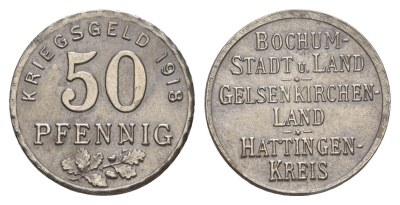 KRIEGSGELD 1918
50
PFENNIG
BOCHUM-
STADT u. LAND
GELSENKIRCHEN-
LAND
HATTINGEN-
KREIS